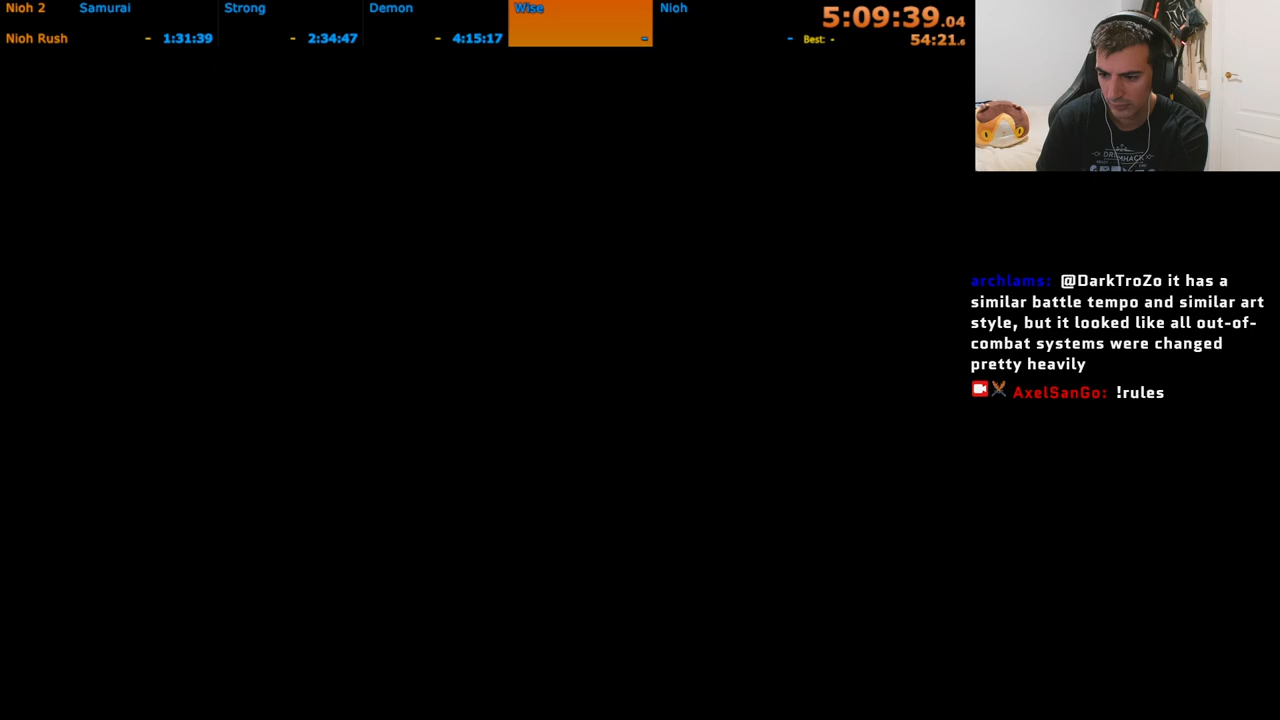 Nioh 2 Samurai Strong Demon Wise Nioh 5:09:39.04
Nioh Rush - 1:31:39 - 2:34:47 - 4:15:17 - - Best: - 54:21.6
DREAMHACK
archlams: @DarkTroZo it has a
similar battle tempo and similar art
style, but it looked like all out-of-
combat systems were changed
pretty heavily
AxelSanGo: !rules